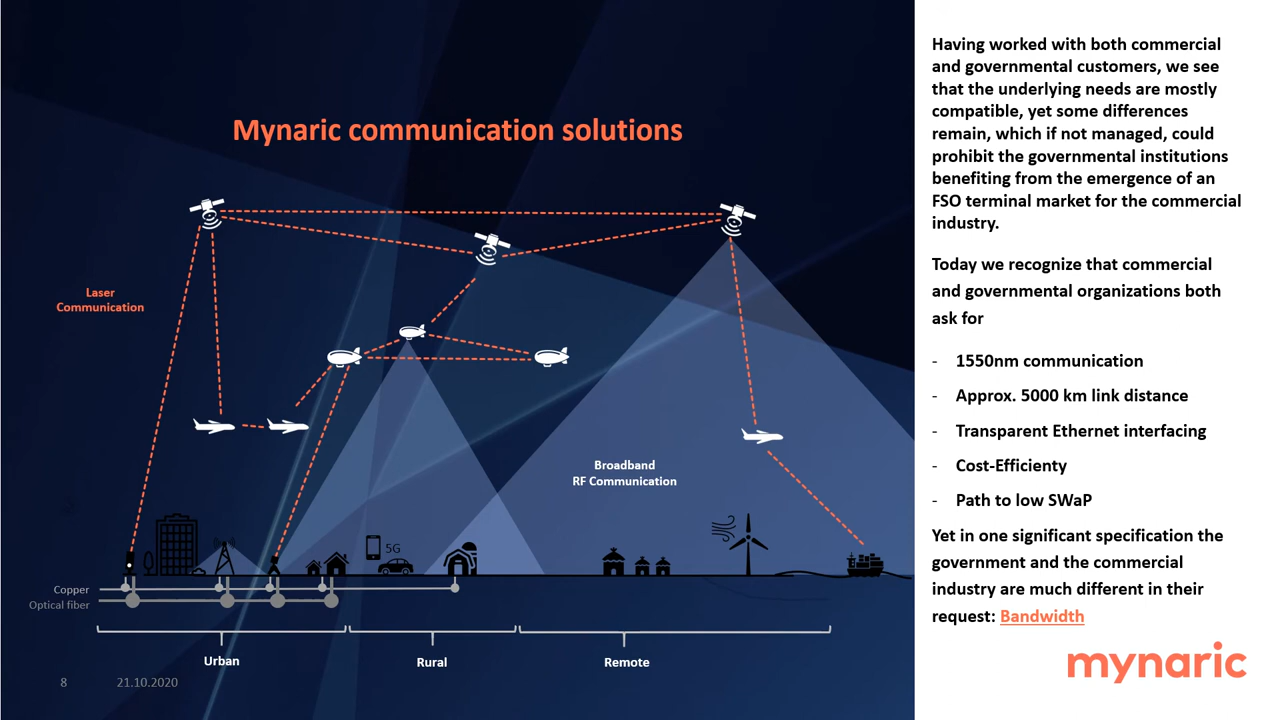 Mynaric communication solutions
Laser
Communication
Broadband
RF Communication
5G
Copper
Optical fiber
Urban
Rural
Remote
8
21.10.2020
Having worked with both commercial
and governmental customers, we see
that the underlying needs are mostly
compatible, yet some differences
remain, which if not managed, could
prohibit the governmental institutions
benefiting from the emergence of an
FSO terminal market for the commercial
industry.
Today we recognize that commercial
and governmental organizations both
ask for
- 1550nm communication
- Approx. 5000 km link distance
- Transparent Ethernet interfacing
- Cost-Efficienty
- Path to low SWaP
Yet in one significant specification the
government and the commercial
industry are much different in their
request: Bandwidth
mynaric